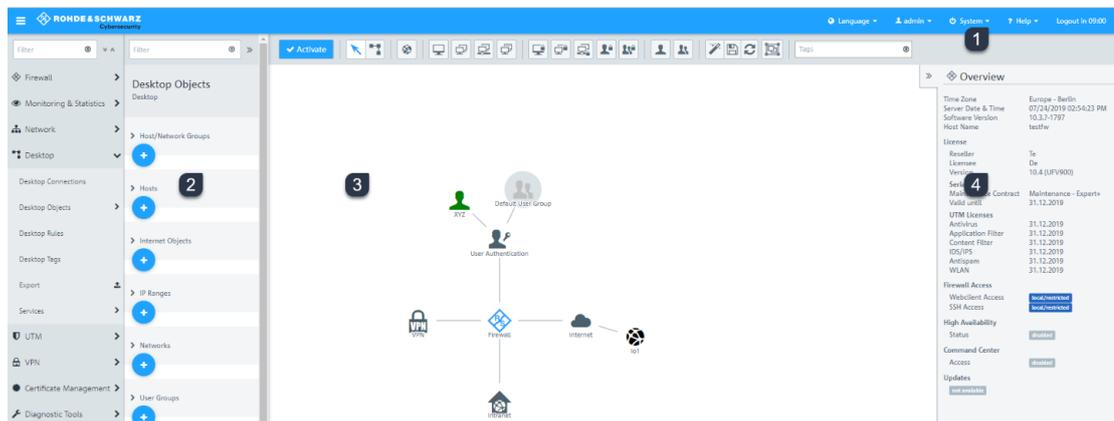 ROHDE&SCHWARZ
Cybersecurity
Language
admin
System
? Help
Logout in 09:00
1
Filter
Filter
Activate
Tags
Firewall
Monitoring & Statistics
Network
Desktop
Desktop Connections
Desktop Objects
Desktop Rules
Desktop Tags
Export
Services
UTM
VPN
Certificate Management
Diagnostic Tools
Desktop Objects
Desktop
Host/Network Groups
Hosts
2
Internet Objects
IP Ranges
Networks
User Groups
3
XYZ
Default User Group
User Authentication
VPN
VPN
Firewall
Internet
Intranet
Overview
Time Zone Europe - Berlin
Server Date & Time 07/24/2019 02:54:23 PM
Software Version
Host Name testfw
License
Reseller Te
Licensee De
Version 10.4 (UFV900)
4
Contract Maintenance - Expert+
Valid until 31.12.2019
UTM Licenses
Antivirus 31.12.2019
Application Filter 31.12.2019
Content Filter 31.12.2019
IDS/IPS 31.12.2019
Antispam 31.12.2019
WLAN 31.12.2019
Firewall Access
Webclient Access local/restricted
SSH Access local/restricted
High Availability
Status disabled
Command Center
Access disabled
Updates
not available